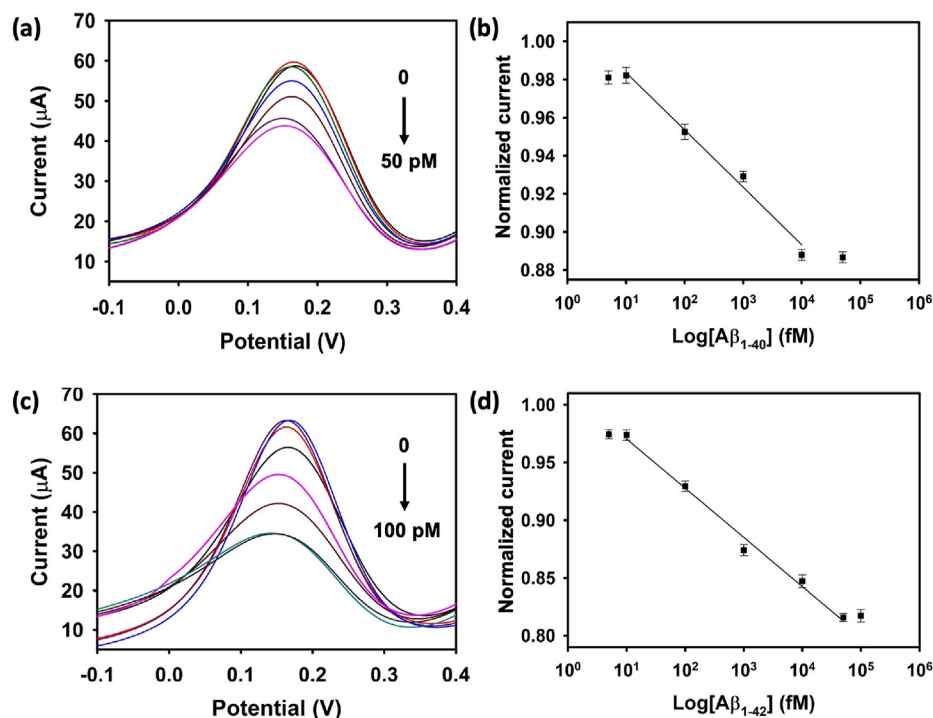 (a)
70
60
50
40
30
20
10
Current (μA)
0
50 pM
-0.1 0.0 0.1 0.2 0.3 0.4
Potential (V)
(b)
1.00
0.98
0.96
0.94
0.92
0.90
0.88
Normalized current
10⁰ 10¹ 10² 10³ 10⁴ 10⁵ 10⁶
Log[Aβ₁₋₄₀] (fM)
(c)
70
60
50
40
30
20
10
Current (μA)
0
100 pM
-0.1 0.0 0.1 0.2 0.3 0.4
Potential (V)
(d)
1.00
0.95
0.90
0.85
0.80
Normalized current
10⁰ 10¹ 10² 10³ 10⁴ 10⁵ 10⁶
Log[Aβ₁₋₄₂] (fM)